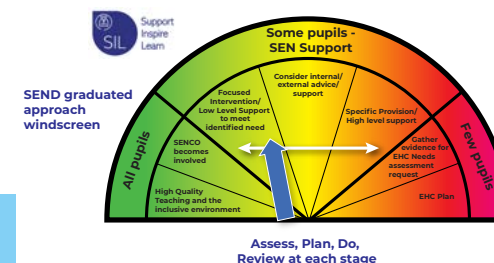 SIL
Support
Inspire
Learn
SEND graduated
approach
windscreen
All pupils
Some pupils -
SEN Support
Few pupils
High Quality
Teaching and the
inclusive environment
SENCO
becomes
involved
Focused
Intervention/
Low Level Support
to meet
identified need
Consider internal/
external advice/
support
Specific Provision/
High level support
Gather
evidence for
EHC Needs
assessment
request
EHC Plan
Assess, Plan, Do,
Review at each stage